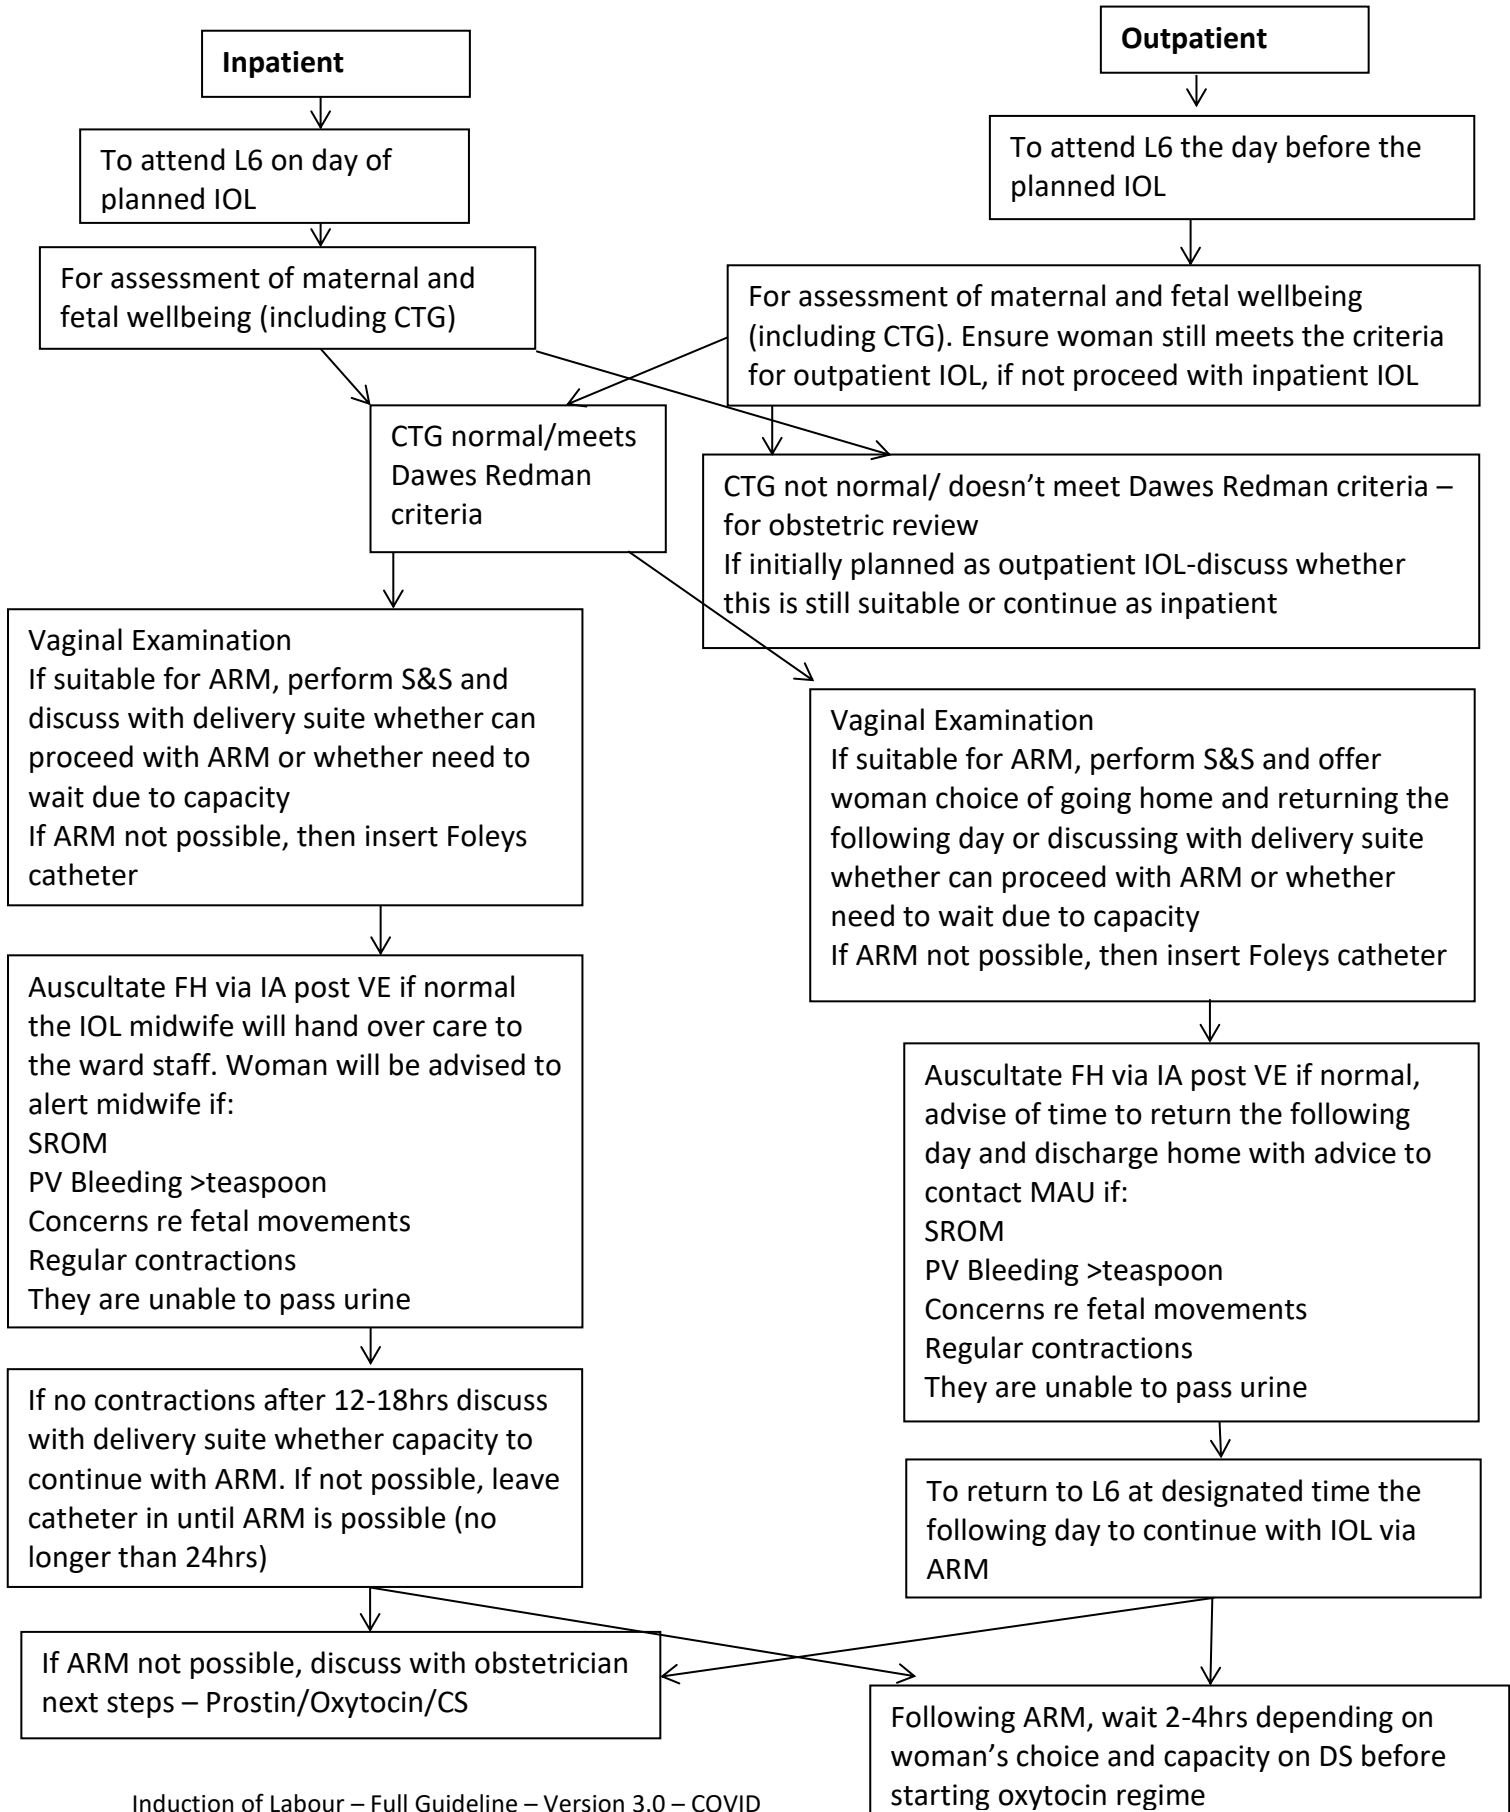 Inpatient
Outpatient
To attend L6 on day of
planned IOL
To attend L6 the day before the
planned IOL
For assessment of maternal and
fetal wellbeing (including CTG)
For assessment of maternal and fetal wellbeing
(including CTG). Ensure woman still meets the criteria
for outpatient IOL, if not proceed with inpatient IOL
CTG normal/meets
Dawes Redman
criteria
CTG not normal/ doesn’t meet Dawes Redman criteria –
for obstetric review
If initially planned as outpatient IOL-discuss whether
this is still suitable or continue as inpatient
Vaginal Examination
If suitable for ARM, perform S&S and
discuss with delivery suite whether can
proceed with ARM or whether need to
wait due to capacity
If ARM not possible, then insert Foleys
catheter
Vaginal Examination
If suitable for ARM, perform S&S and offer
woman choice of going home and returning the
following day or discussing with delivery suite
whether can proceed with ARM or whether
need to wait due to capacity
If ARM not possible, then insert Foleys catheter
Auscultate FH via IA post VE if normal
the IOL midwife will hand over care to
the ward staff. Woman will be advised to
alert midwife if:
SROM
PV Bleeding >teaspoon
Concerns re fetal movements
Regular contractions
They are unable to pass urine
Auscultate FH via IA post VE if normal,
advise of time to return the following
day and discharge home with advice to
contact MAU if:
SROM
PV Bleeding >teaspoon
Concerns re fetal movements
Regular contractions
They are unable to pass urine
If no contractions after 12-18hrs discuss
with delivery suite whether capacity to
continue with ARM. If not possible, leave
catheter in until ARM is possible (no
longer than 24hrs)
To return to L6 at designated time the
following day to continue with IOL via
ARM
If ARM not possible, discuss with obstetrician
next steps – Prostin/Oxytocin/CS
Following ARM, wait 2-4hrs depending on
woman’s choice and capacity on DS before
starting oxytocin regime
Induction of Labour – Full Guideline – Version 3.0 – COVID